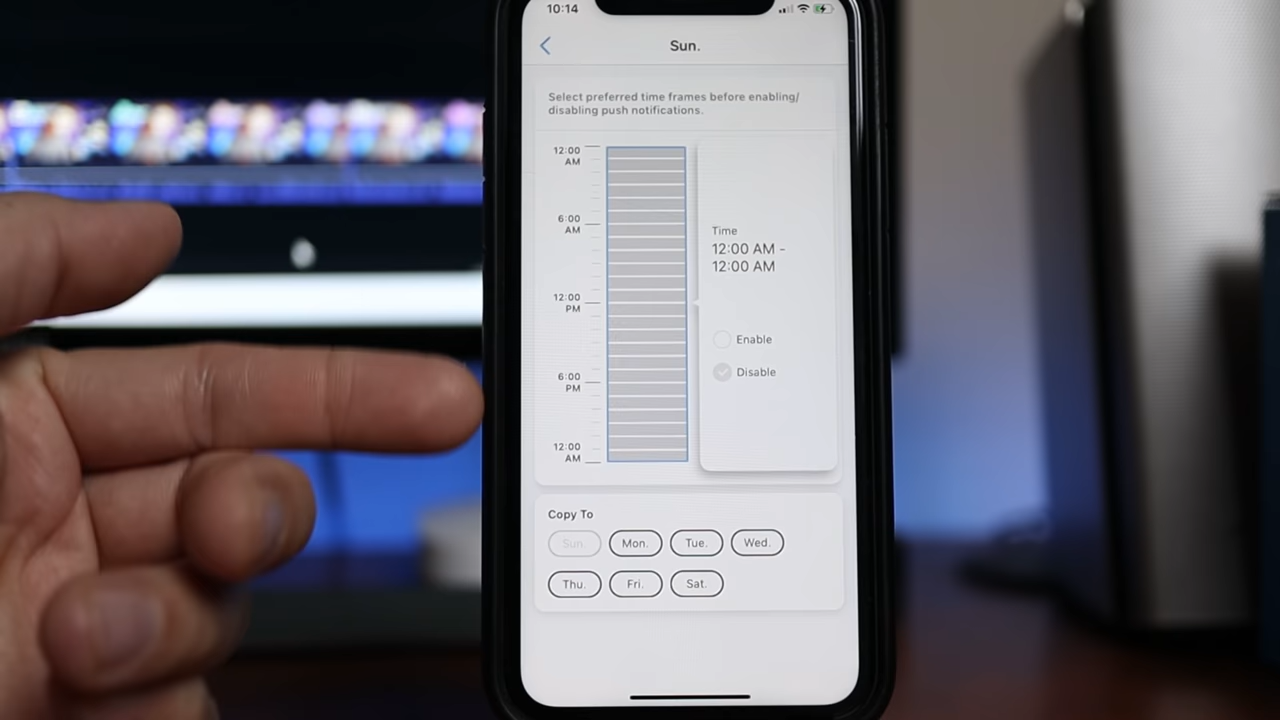 10:14
Sun.
Select preferred time frames before enabling/
disabling push notifications.
12:00
AM
6:00
AM
12:00
PM
6:00
PM
12:00
AM
Time
12:00 AM -
12:00 AM
Enable
Disable
Copy To
Sun. Mon. Tue. Wed.
Thu. Fri. Sat.